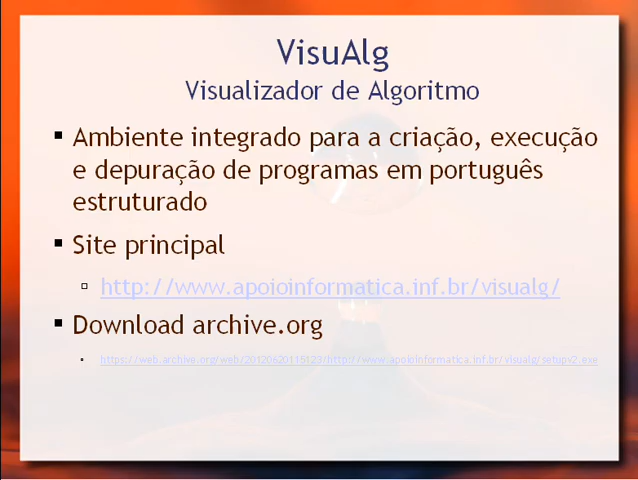 VisuAlg
Visualizador de Algoritmo
Ambiente integrado para a criação, execução
e depuração de programas em português
estruturado
Site principal
http://www.apoioinformatica.inf.br/visualg/
Download archive.org
https://web.archive.org/web/20120620115123/http://www.apoioinformatica.inf.br/visualg/setupv2.exe